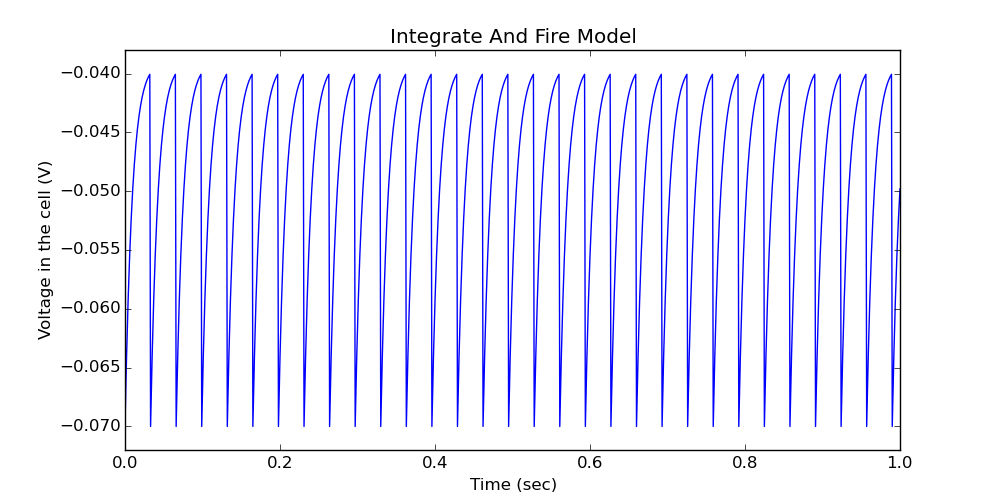 Integrate And Fire Model
Voltage in the cell (V)
−0.040
−0.045
−0.050
−0.055
−0.060
−0.065
−0.070
0.0 0.2 0.4 0.6 0.8 1.0
Time (sec)